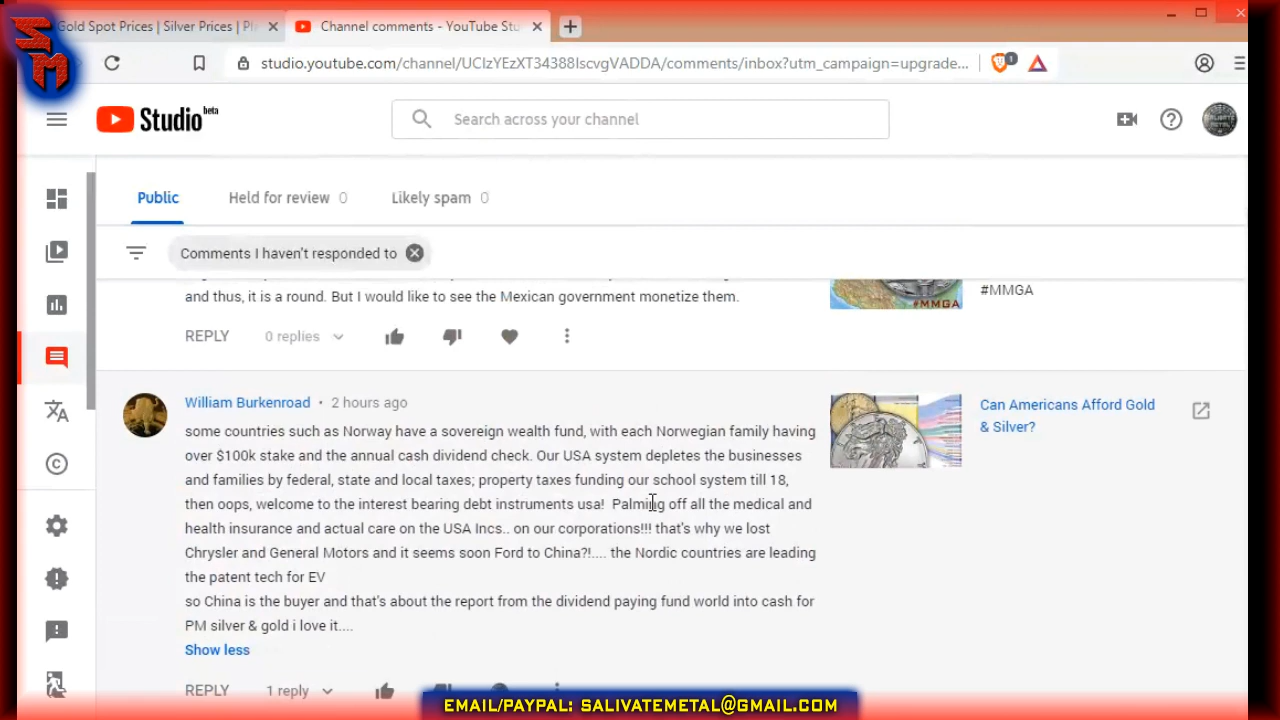 SM
Gold Spot Prices | Silver Prices | Pl
Channel comments - YouTube Stu
studio.youtube.com/channel/UCIzYEzXT34388IscvgVADDA/comments/inbox?utm_campaign=upgrade...
1
Studio beta
Search across your channel
Public
Held for review 0
Likely spam 0
Comments I haven't responded to
and thus, it is a round. But I would like to see the Mexican government monetize them.
#MMGA
#MMGA
REPLY 0 replies
William Burkenroad • 2 hours ago
Can Americans Afford Gold
& Silver?
some countries such as Norway have a sovereign wealth fund, with each Norwegian family having
over $100k stake and the annual cash dividend check. Our USA system depletes the businesses
and families by federal, state and local taxes; property taxes funding our school system till 18,
then oops, welcome to the interest bearing debt instruments usa!  Palming off all the medical and
health insurance and actual care on the USA Incs.. on our corporations!!! that's why we lost
Chrysler and General Motors and it seems soon Ford to China?!.... the Nordic countries are leading
the patent tech for EV
so China is the buyer and that's about the report from the dividend paying fund world into cash for
PM silver & gold i love it....
Show less
REPLY 1 reply
EMAIL/PAYPAL: SALIVATEMETAL@GMAIL.COM